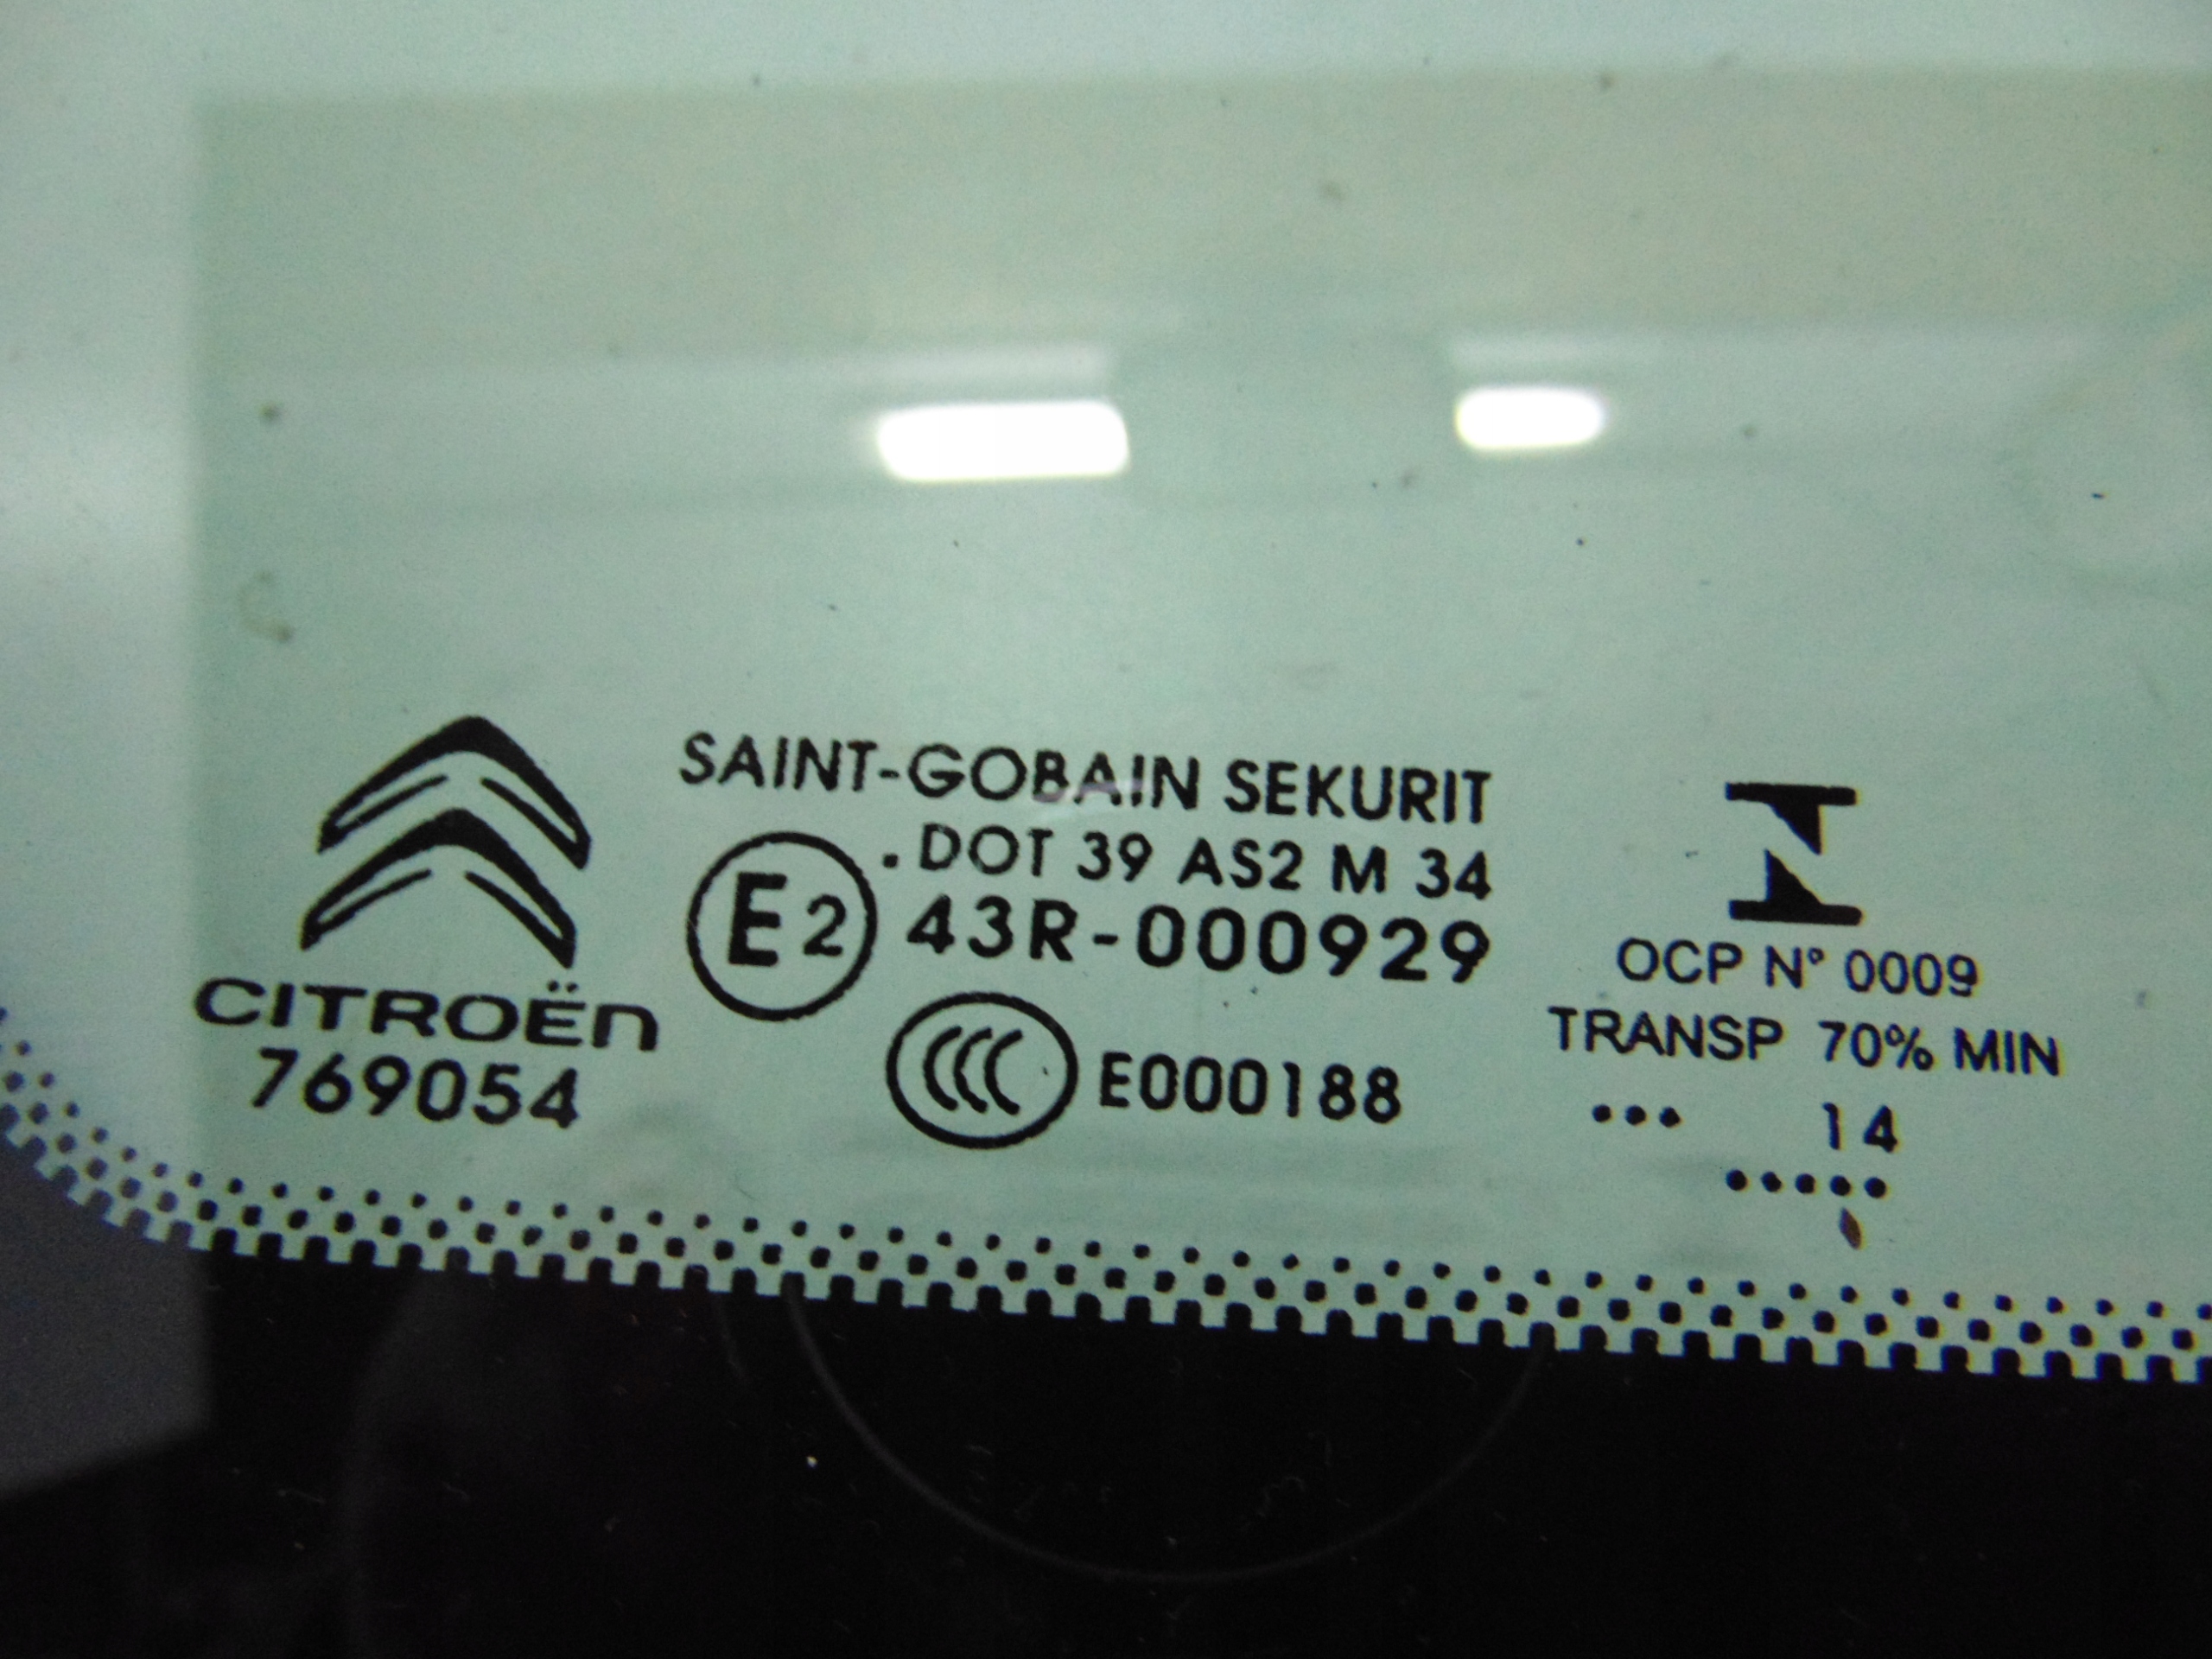 CITROËN
769054
SAINT-GOBAIN SEKURIT
.DOT 39 AS2 M 34
E2 43R-000929
CCC E000188
OCP N° 0009
TRANSP 70% MIN
... 14
.....